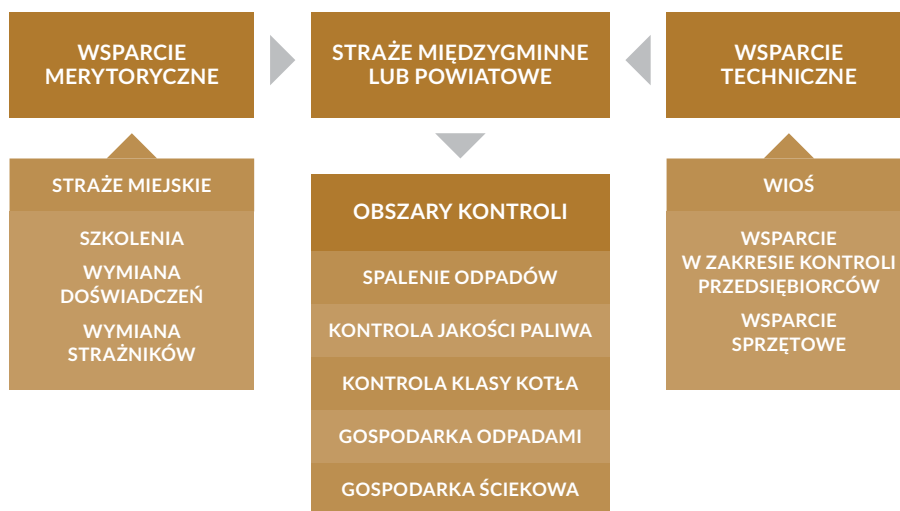 WSPARCIE
MERYTORYCZNE
STRAŻE MIĘDZYGMINNE
LUB POWIATOWE
WSPARCIE
TECHNICZNE
STRAŻE MIEJSKIE
SZKOLENIA
WYMIANA
DOŚWIADCZEŃ
WYMIANA
STRAŻNIKÓW
OBSZARY KONTROLI
SPALENIE ODPADÓW
KONTROLA JAKOŚCI PALIWA
KONTROLA KLASY KOTŁA
GOSPODARKA ODPADAMI
GOSPODARKA ŚCIEKOWA
WIOŚ
WSPARCIE
W ZAKRESIE KONTROLI
PRZEDSIĘBIORCÓW
WSPARCIE
SPRZĘTOWE